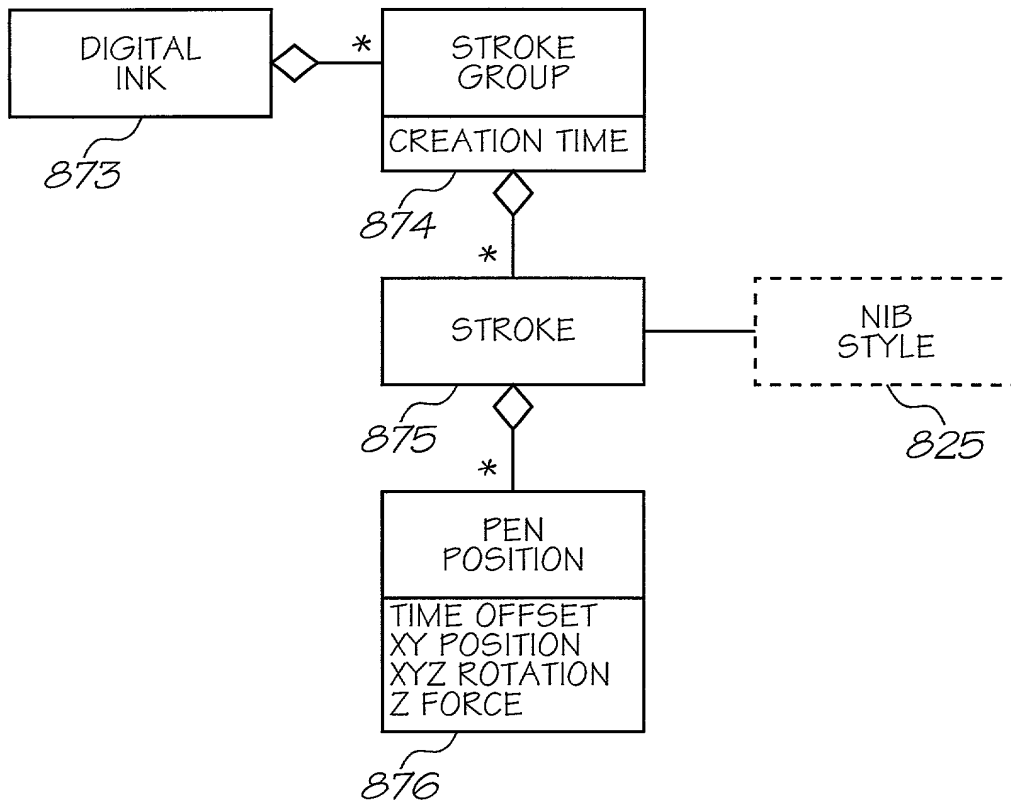 DIGITAL
INK
873
*
STROKE
GROUP
CREATION TIME
874
*
STROKE
875
NIB
STYLE
825
*
PEN
POSITION
TIME OFFSET
XY POSITION
XYZ ROTATION
Z FORCE
876